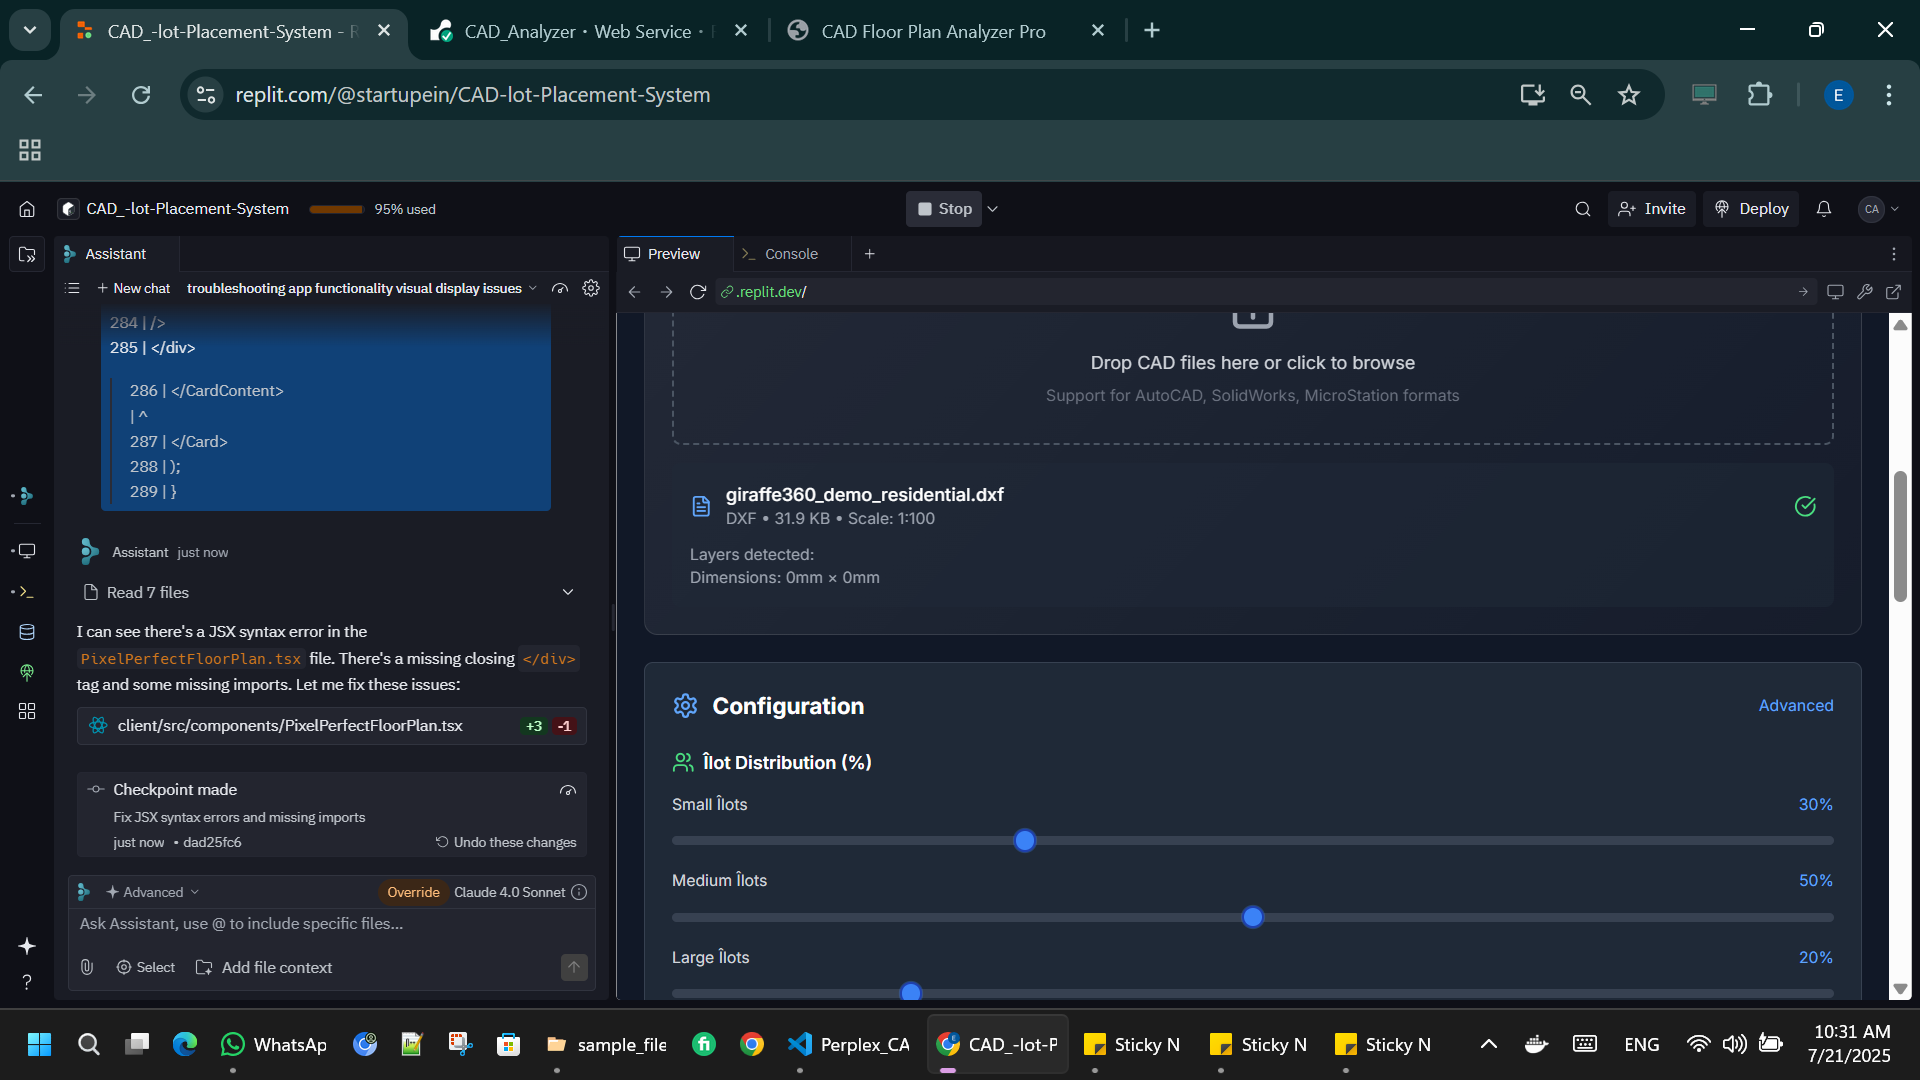 CAD_-lot-Placement-System - R
CAD_Analyzer • Web Service •
CAD Floor Plan Analyzer Pro
replit.com/@startupein/CAD-lot-Placement-System
E
CAD_-lot-Placement-System
95% used
Stop
Invite
Deploy
CA
Assistant
Preview
Console
New chat
troubleshooting app functionality visual display issues
.replit.dev/
284 | />
285 | </div>
286 | </CardContent>
| ^
287 | </Card>
288 | );
289 | }
Assistant just now
Read 7 files
I can see there's a JSX syntax error in the
PixelPerfectFloorPlan.tsx file. There's a missing closing </div>
tag and some missing imports. Let me fix these issues:
client/src/components/PixelPerfectFloorPlan.tsx +3 -1
Checkpoint made
Fix JSX syntax errors and missing imports
just now • dad25fc6 Undo these changes
Advanced Override Claude 4.0 Sonnet
Ask Assistant, use @ to include specific files...
Select Add file context
Drop CAD files here or click to browse
Support for AutoCAD, SolidWorks, MicroStation formats
giraffe360_demo_residential.dxf
DXF • 31.9 KB • Scale: 1:100
Layers detected:
Dimensions: 0mm × 0mm
Configuration
Advanced
Îlot Distribution (%)
Small Îlots 30%
Medium Îlots 50%
Large Îlots 20%
WhatsAp
sample_file
Perplex_CA
CAD_-lot-P
Sticky N
Sticky N
Sticky N
ENG
10:31 AM
7/21/2025